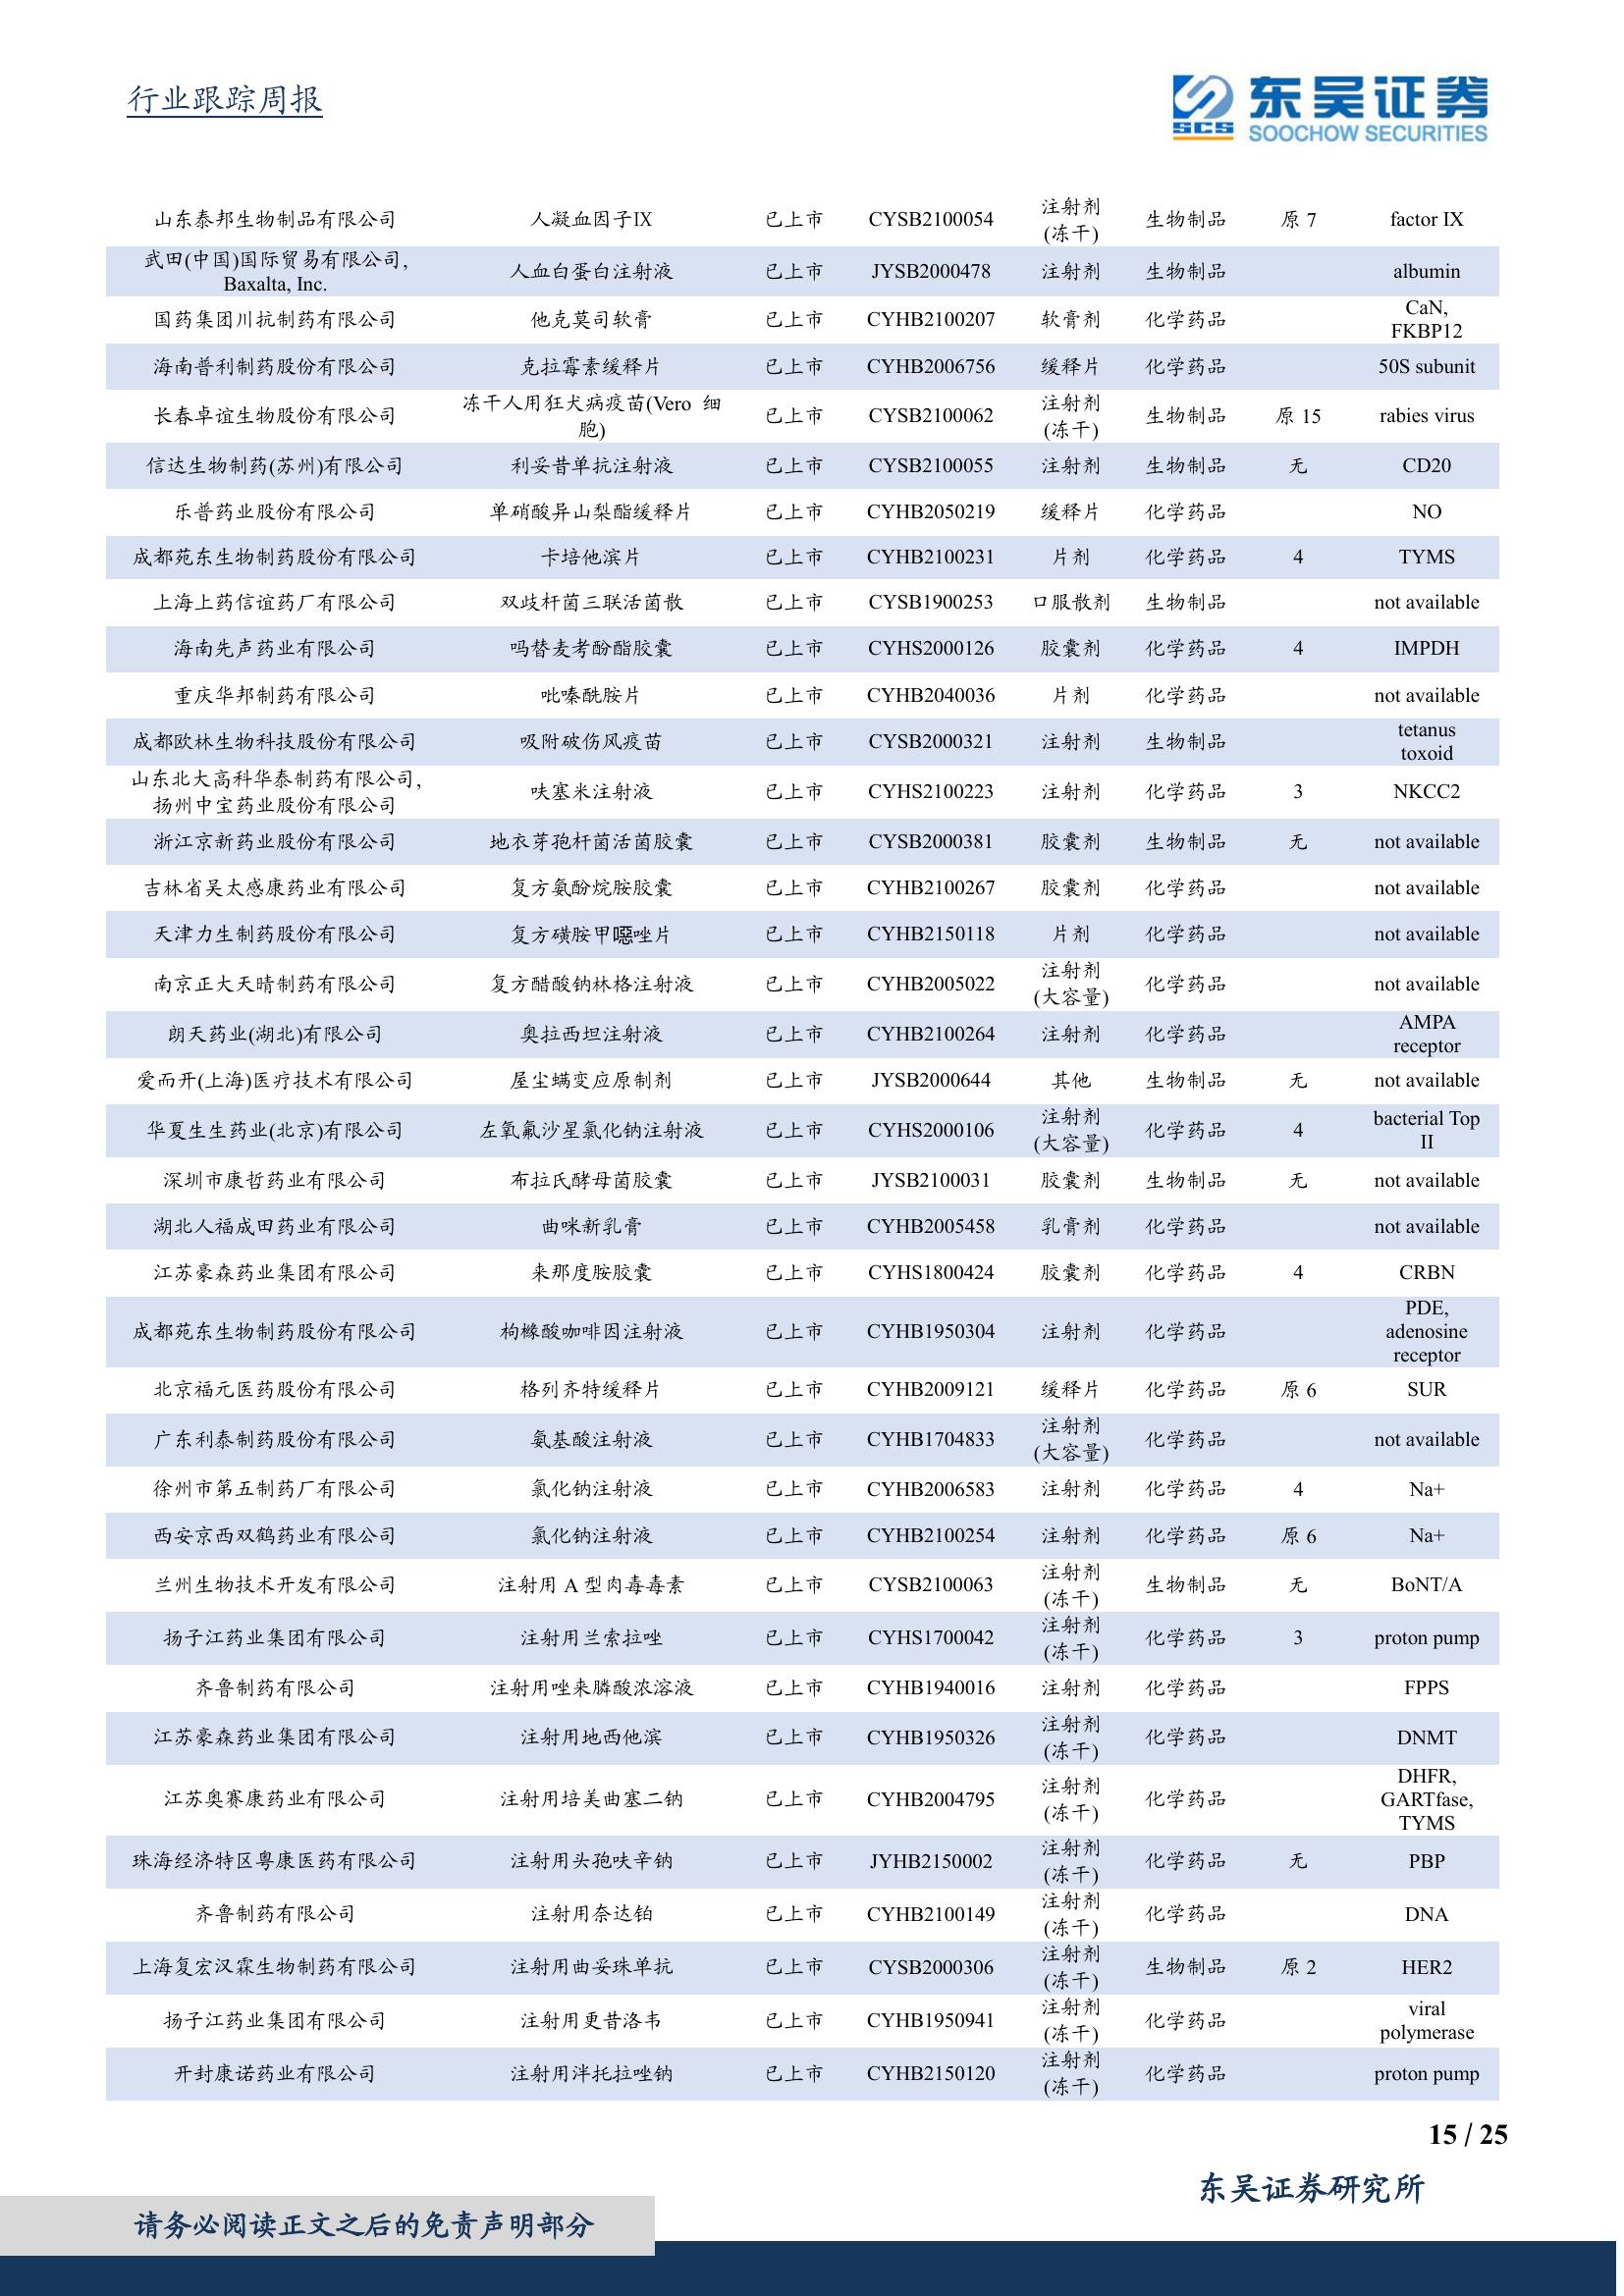 行业跟踪周报
SCS 东吴证券
SOOCHOW SECURITIES
山东泰邦生物制品有限公司 人凝血因子IX 已上市 CYSB2100054 注射剂(冻干) 生物制品 原 7 factor IX
武田(中国)国际贸易有限公司, Baxalta, Inc. 人血白蛋白注射液 已上市 JYSB2000478 注射剂 生物制品 albumin
国药集团川抗制药有限公司 他克莫司软膏 已上市 CYHB2100207 软膏剂 化学药品 CaN, FKBP12
海南普利制药股份有限公司 克拉霉素缓释片 已上市 CYHB2006756 缓释片 化学药品 50S subunit
长春卓谊生物股份有限公司 冻干人用狂犬病疫苗(Vero 细胞) 已上市 CYSB2100062 注射剂(冻干) 生物制品 原 15 rabies virus
信达生物制药(苏州)有限公司 利妥昔单抗注射液 已上市 CYSB2100055 注射剂 生物制品 无 CD20
乐普药业股份有限公司 单硝酸异山梨酯缓释片 已上市 CYHB2050219 缓释片 化学药品 NO
成都苑东生物制药股份有限公司 卡培他滨片 已上市 CYHB2100231 片剂 化学药品 4 TYMS
上海上药信谊药厂有限公司 双歧杆菌三联活菌散 已上市 CYSB1900253 口服散剂 生物制品 not available
海南先声药业有限公司 吗替麦考酚酯胶囊 已上市 CYHS2000126 胶囊剂 化学药品 4 IMPDH
重庆华邦制药有限公司 吡嗪酰胺片 已上市 CYHB2040036 片剂 化学药品 not available
成都欧林生物科技股份有限公司 吸附破伤风疫苗 已上市 CYSB2000321 注射剂 生物制品 tetanus toxoid
山东北大高科华泰制药有限公司, 扬州中宝药业股份有限公司 呋塞米注射液 已上市 CYHS2100223 注射剂 化学药品 3 NKCC2
浙江京新药业股份有限公司 地衣芽孢杆菌活菌胶囊 已上市 CYSB2000381 胶囊剂 生物制品 无 not available
吉林省吴太感康药业有限公司 复方氨酚烷胺胶囊 已上市 CYHB2100267 胶囊剂 化学药品 not available
天津力生制药股份有限公司 复方磺胺甲噁唑片 已上市 CYHB2150118 片剂 化学药品 not available
南京正大天晴制药有限公司 复方醋酸钠林格注射液 已上市 CYHB2005022 注射剂(大容量) 化学药品 not available
朗天药业(湖北)有限公司 奥拉西坦注射液 已上市 CYHB2100264 注射剂 化学药品 AMPA receptor
爱而开(上海)医疗技术有限公司 屋尘螨变应原制剂 已上市 JYSB2000644 其他 生物制品 无 not available
华夏生生药业(北京)有限公司 左氧氟沙星氯化钠注射液 已上市 CYHS2000106 注射剂(大容量) 化学药品 4 bacterial Top II
深圳市康哲药业有限公司 布拉氏酵母菌胶囊 已上市 JYSB2100031 胶囊剂 生物制品 无 not available
湖北人福成田药业有限公司 曲咪新乳膏 已上市 CYHB2005458 乳膏剂 化学药品 not available
江苏豪森药业集团有限公司 来那度胺胶囊 已上市 CYHS1800424 胶囊剂 化学药品 4 CRBN
成都苑东生物制药股份有限公司 枸橼酸咖啡因注射液 已上市 CYHB1950304 注射剂 化学药品 PDE, adenosine receptor
北京福元医药股份有限公司 格列齐特缓释片 已上市 CYHB2009121 缓释片 化学药品 原 6 SUR
广东利泰制药股份有限公司 氨基酸注射液 已上市 CYHB1704833 注射剂(大容量) 化学药品 not available
徐州市第五制药厂有限公司 氯化钠注射液 已上市 CYHB2006583 注射剂 化学药品 4 Na+
西安京西双鹤药业有限公司 氯化钠注射液 已上市 CYHB2100254 注射剂 化学药品 原 6 Na+
兰州生物技术开发有限公司 注射用 A 型肉毒毒素 已上市 CYSB2100063 注射剂(冻干) 生物制品 无 BoNT/A
扬子江药业集团有限公司 注射用兰索拉唑 已上市 CYHS1700042 注射剂(冻干) 化学药品 3 proton pump
齐鲁制药有限公司 注射用唑来膦酸浓溶液 已上市 CYHB1940016 注射剂 化学药品 FPPS
江苏豪森药业集团有限公司 注射用地西他滨 已上市 CYHB1950326 注射剂(冻干) 化学药品 DNMT
江苏奥赛康药业有限公司 注射用培美曲塞二钠 已上市 CYHB2004795 注射剂(冻干) 化学药品 DHFR, GARTfase, TYMS
珠海经济特区粤康医药有限公司 注射用头孢呋辛钠 已上市 JYHB2150002 注射剂(冻干) 化学药品 无 PBP
齐鲁制药有限公司 注射用奈达铂 已上市 CYHB2100149 注射剂(冻干) 化学药品 DNA
上海复宏汉霖生物制药有限公司 注射用曲妥珠单抗 已上市 CYSB2000306 注射剂(冻干) 生物制品 原 2 HER2
扬子江药业集团有限公司 注射用更昔洛韦 已上市 CYHB1950941 注射剂(冻干) 化学药品 viral polymerase
开封康诺药业有限公司 注射用泮托拉唑钠 已上市 CYHB2150120 注射剂(冻干) 化学药品 proton pump
15 / 25
东吴证券研究所
请务必阅读正文之后的免责声明部分